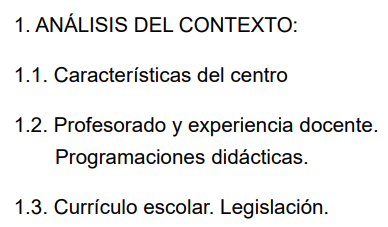 1. ANÁLISIS DEL CONTEXTO:
1.1. Características del centro
1.2. Profesorado y experiencia docente.
Programaciones didácticas.
1.3. Currículo escolar. Legislación.